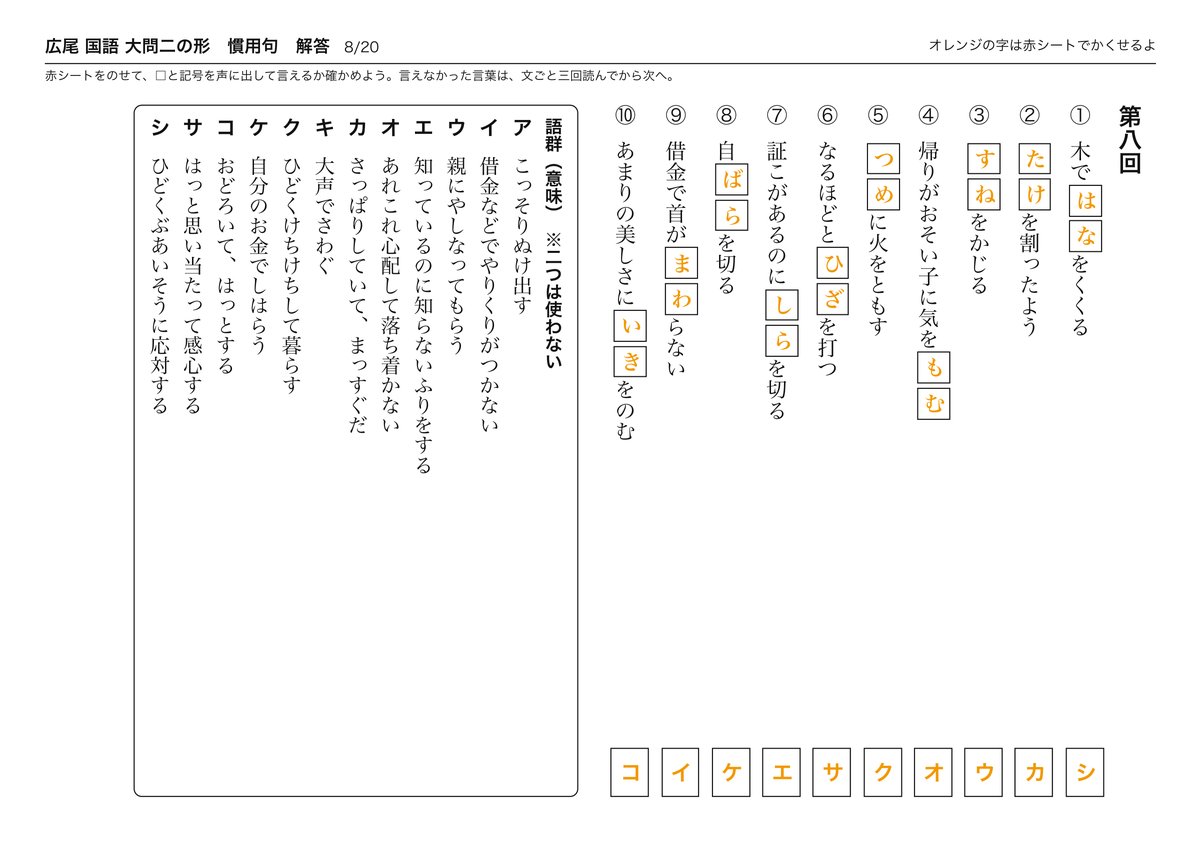 広尾 国語 大問二の形　慣用句　解答　8/20
オレンジの字は赤シートでかくせるよ
赤シートをのせて、□と記号を声に出して言えるか確かめよう。言えなかった言葉は、文ごと三回読んでから次へ。
第八回
① 木ではなをくくる シ
② たけを割ったよう カ
③ すねをかじる ウ
④ 帰りがおそい子に気をもむ オ
⑤ つめに火をともす ク
⑥ なるほどとひざを打つ サ
⑦ 証こがあるのにしらを切る エ
⑧ 自ばらを切る ケ
⑨ 借金で首がまわらない イ
⑩ あまりの美しさにいきをのむ コ
語群（意味）　※二つは使わない
ア　こっそりぬけ出す
イ　借金などでやりくりがつかない
ウ　親にやしなってもらう
エ　知っているのに知らないふりをする
オ　あれこれ心配して落ち着かない
カ　さっぱりしていて、まっすぐだ
キ　大声でさわぐ
ク　ひどくけちけちして暮らす
ケ　自分のお金でしはらう
コ　おどろいて、はっとする
サ　はっと思い当たって感心する
シ　ひどくぶあいそうに応対する